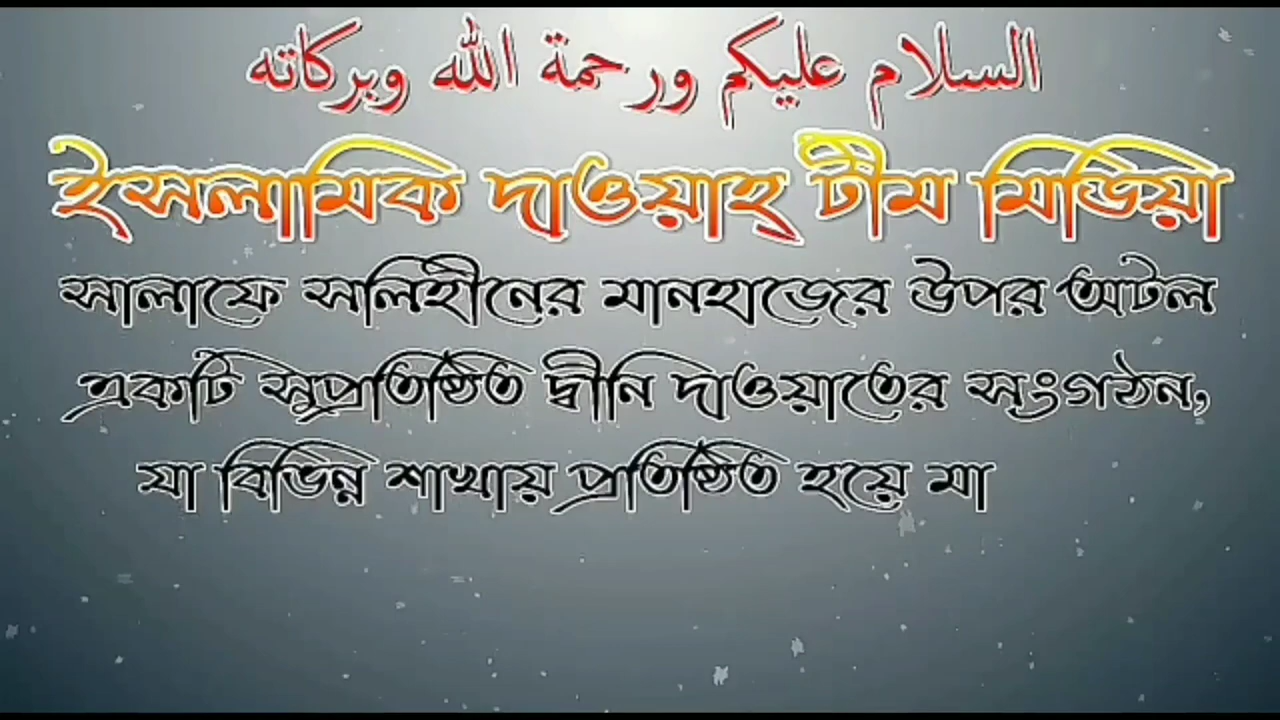 السلام عليكم ورحمة الله وبركاته
ইসলামিক দাওয়াহ্ টীম মিডিয়া
সালাফে সলিহীনের মানহাজের উপর অটল
একটি সুপ্রতিষ্ঠিত দ্বীনি দাওয়াতের সংগঠন,
যা বিভিন্ন শাখায় প্রতিষ্ঠিত হয়ে মা